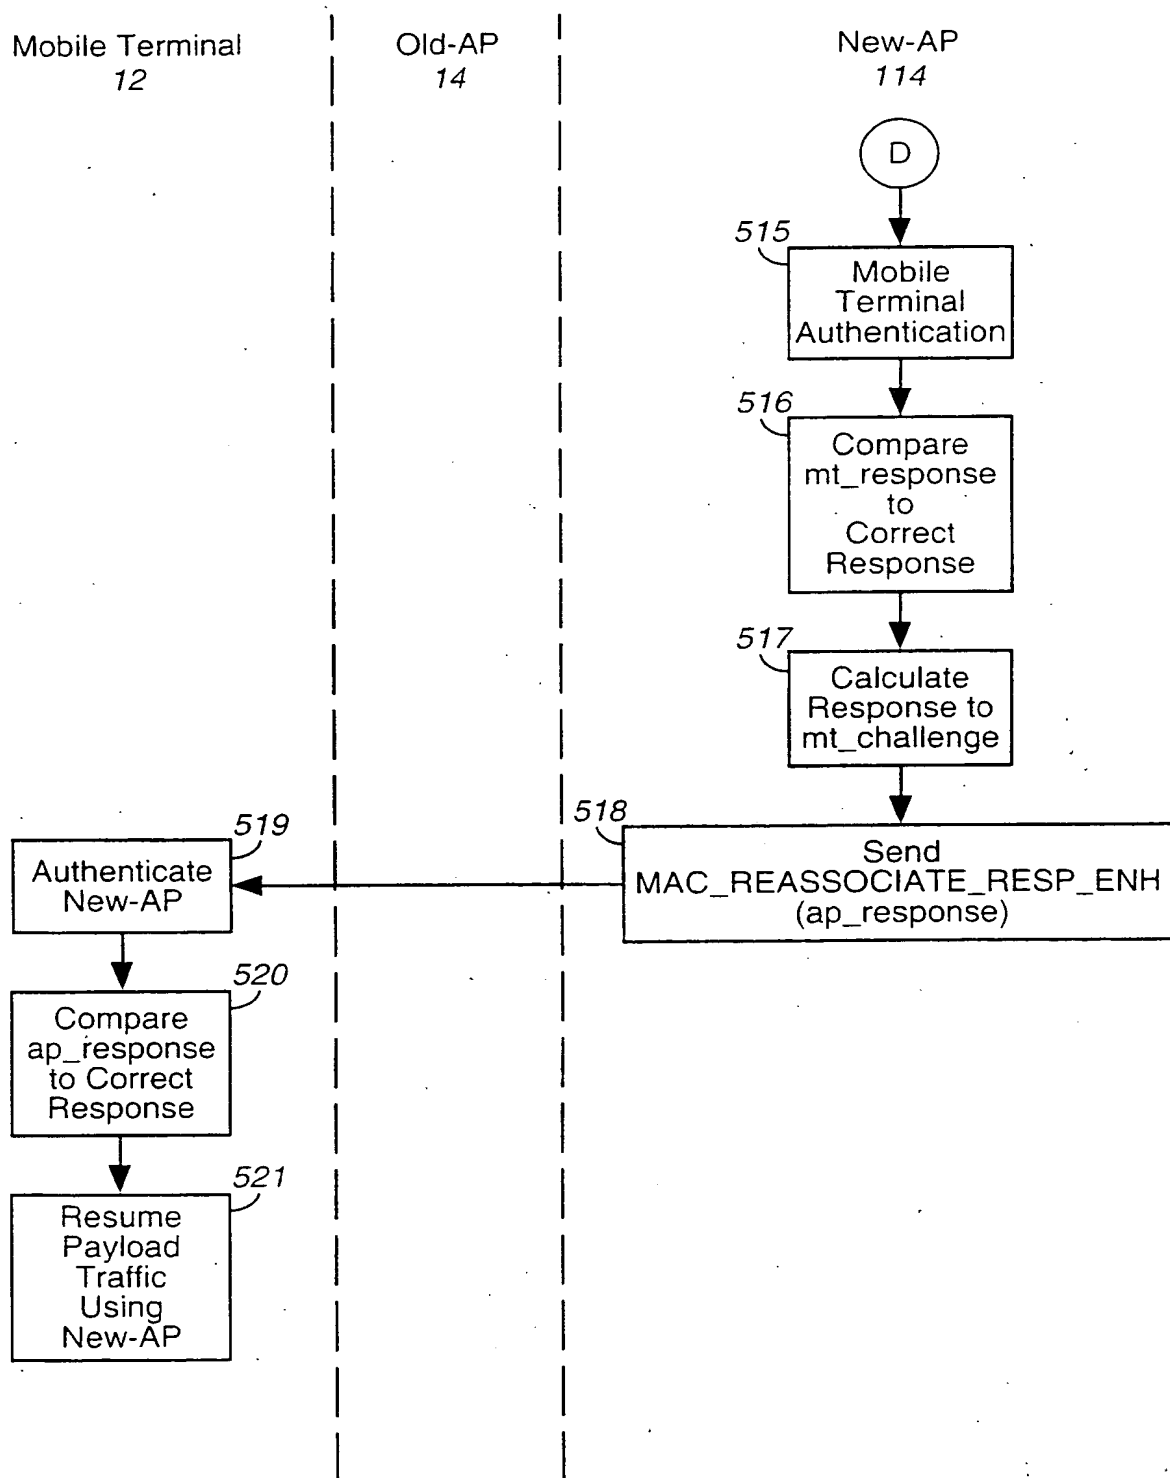 Mobile Terminal
12
Old-AP
14
New-AP
114
D
515
Mobile
Terminal
Authentication
516
Compare
mt_response
to
Correct
Response
517
Calculate
Response to
mt_challenge
518
Send
MAC_REASSOCIATE_RESP_ENH
(ap_response)
519
Authenticate
New-AP
520
Compare
ap_response
to Correct
Response
521
Resume
Payload
Traffic
Using
New-AP